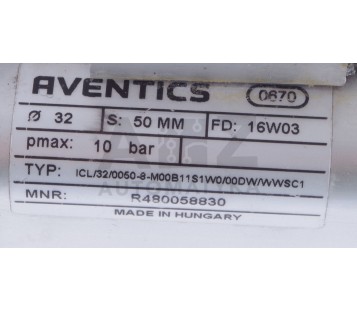 AVENTICS 0670
Ø 32 S: 50 MM FD: 16W03
pmax: 10 bar
TYP: ICL/32/0050-8-M00B11S1W0/00DW/WWSC1
MNR: R480058830
MADE IN HUNGARY
AUTOMATIKA